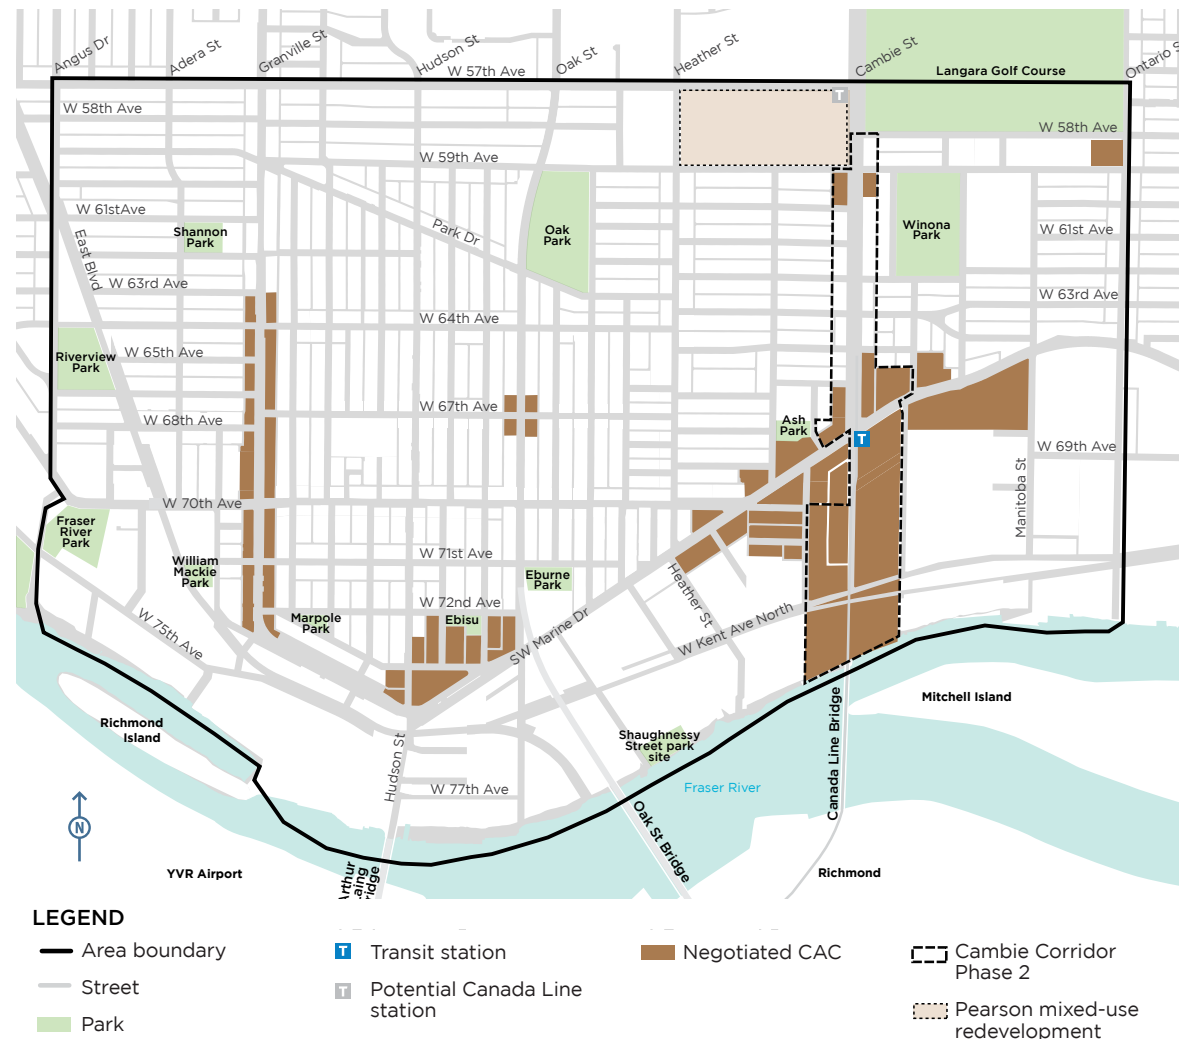 Angus Dr
Adera St
Granville St
Hudson St
Oak St
Heather St
Cambie St
Ontario S
W 57th Ave
Langara Golf Course
T
W 58th Ave
W 58th Ave
W 59th Ave
W 61stAve
Shannon
Park
Park Dr
Oak
Park
Winona
Park
W 61st Ave
East Blvd
W 63rd Ave
W 63rd Ave
W 64th Ave
Riverview
Park
W 65th Ave
W 67th Ave
W 68th Ave
Ash
Park
T
W 69th Ave
Manitoba St
W 70th Ave
Fraser
River
Park
William
Mackie
Park
W 71st Ave
Eburne
Park
Heather St
W 72nd Ave
Marpole
Park
Ebisu
SW Marine Dr
W Kent Ave North
W 75th Ave
Richmond
Island
Hudson St
Shaughnessy
Street park
site
Canada Line Bridge
Mitchell Island
W 77th Ave
Fraser River
Oak St Bridge
N
YVR Airport
Arthur
Laing
ridge
Richmond
LEGEND
Area boundary
Street
Park
T Transit station
T Potential Canada Line
station
Negotiated CAC
Cambie Corridor
Phase 2
Pearson mixed-use
redevelopment